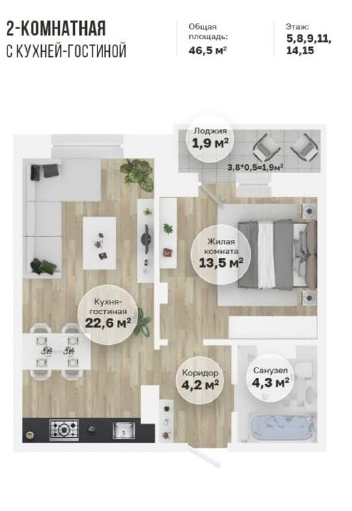 2-КОМНАТНАЯ
С КУХНЕЙ-ГОСТИНОЙ
Общая
площадь:
46,5 м²
Этаж:
5,8,9,11,
14,15
Лоджия
1,9 м²
3,8*0,5=1,9м²
Жилая
комната
13,5 м²
Кухня-
гостиная
22,6 м²
Коридор
4,2 м²
Санузел
4,3 м²